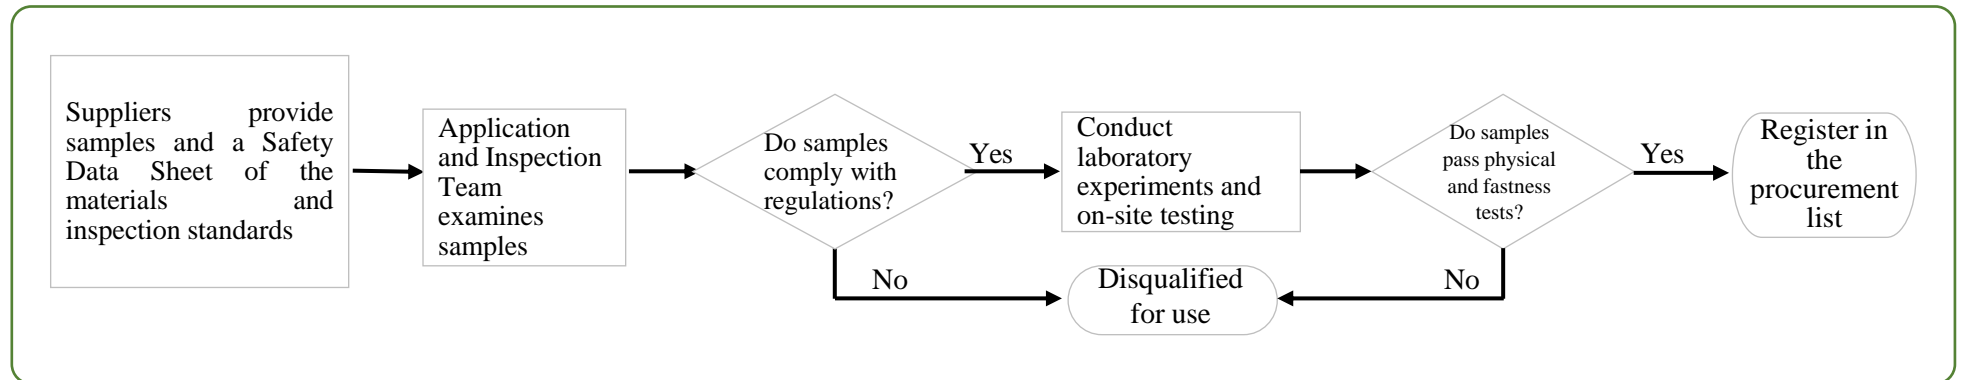 Suppliers provide
samples and a Safety
Data Sheet of the
materials and
inspection standards
Application
and Inspection
Team
examines
samples
Do samples
comply with
regulations?
Yes
No
Conduct
laboratory
experiments and
on-site testing
Do samples
pass physical
and fastness
tests?
Yes
No
Register in
the
procurement
list
Disqualified
for use